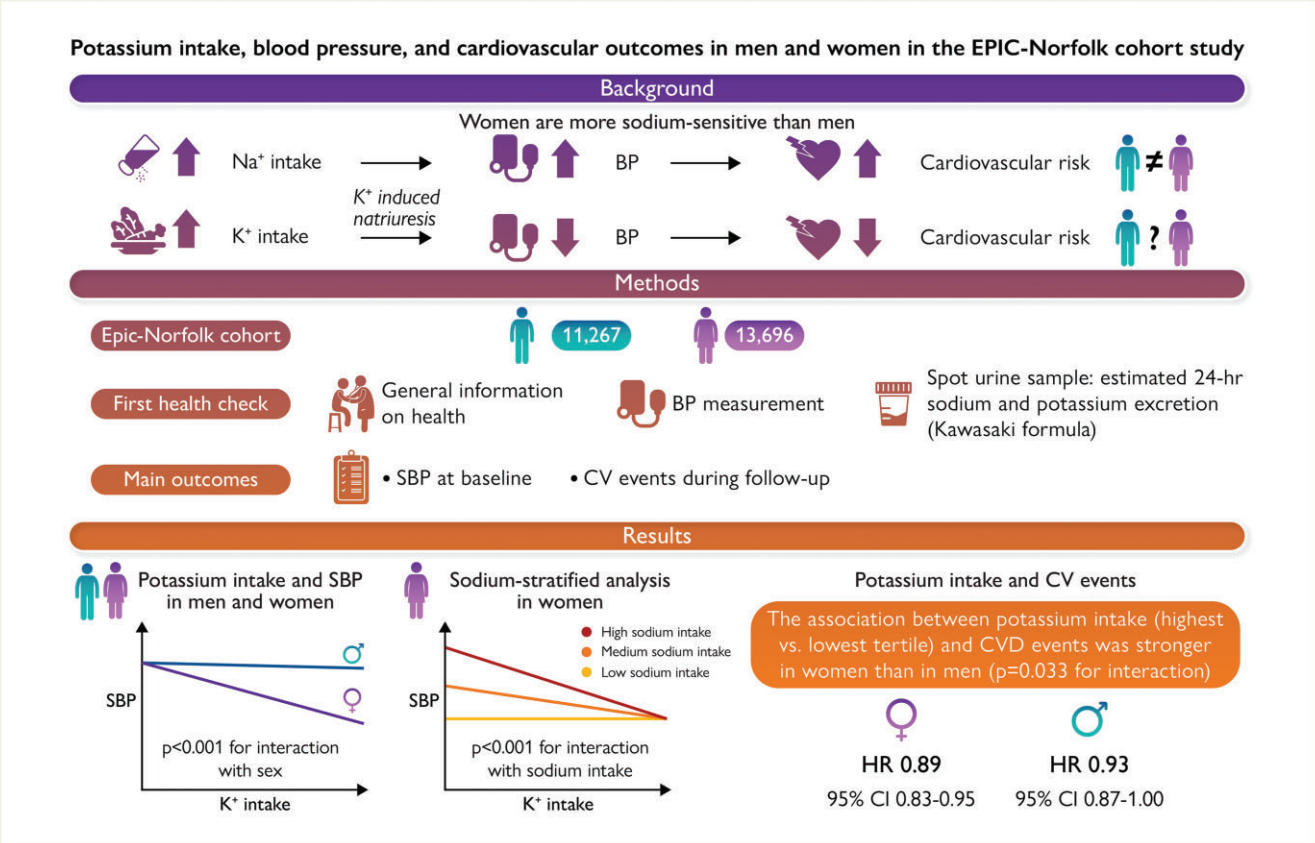 Potassium intake, blood pressure, and cardiovascular outcomes in men and women in the EPIC-Norfolk cohort study
Background
Women are more sodium-sensitive than men
Na⁺ intake
BP
Cardiovascular risk
≠
K⁺ induced
natriuresis
K⁺ intake
BP
Cardiovascular risk
?
Methods
Epic-Norfolk cohort
11,267
13,696
First health check
General information
on health
BP measurement
Spot urine sample: estimated 24-hr
sodium and potassium excretion
(Kawasaki formula)
Main outcomes
• SBP at baseline
• CV events during follow-up
Results
Potassium intake and SBP
in men and women
SBP
♂
♀
p<0.001 for interaction
with sex
K⁺ intake
Sodium-stratified analysis
in women
High sodium intake
Medium sodium intake
Low sodium intake
SBP
p<0.001 for interaction
with sodium intake
K⁺ intake
Potassium intake and CV events
The association between potassium intake (highest
vs. lowest tertile) and CVD events was stronger
in women than in men (p=0.033 for interaction)
♀
HR 0.89
95% CI 0.83-0.95
♂
HR 0.93
95% CI 0.87-1.00